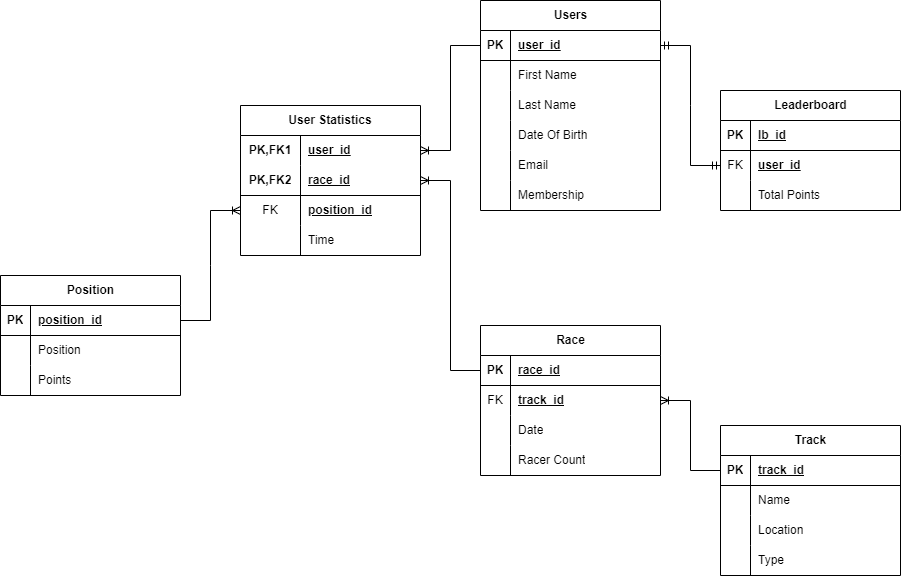 Users
PK user_id
First Name
Last Name
Date Of Birth
Email
Membership
Leaderboard
PK lb_id
FK user_id
Total Points
User Statistics
PK,FK1 user_id
PK,FK2 race_id
FK position_id
Time
Position
PK position_id
Position
Points
Race
PK race_id
FK track_id
Date
Racer Count
Track
PK track_id
Name
Location
Type